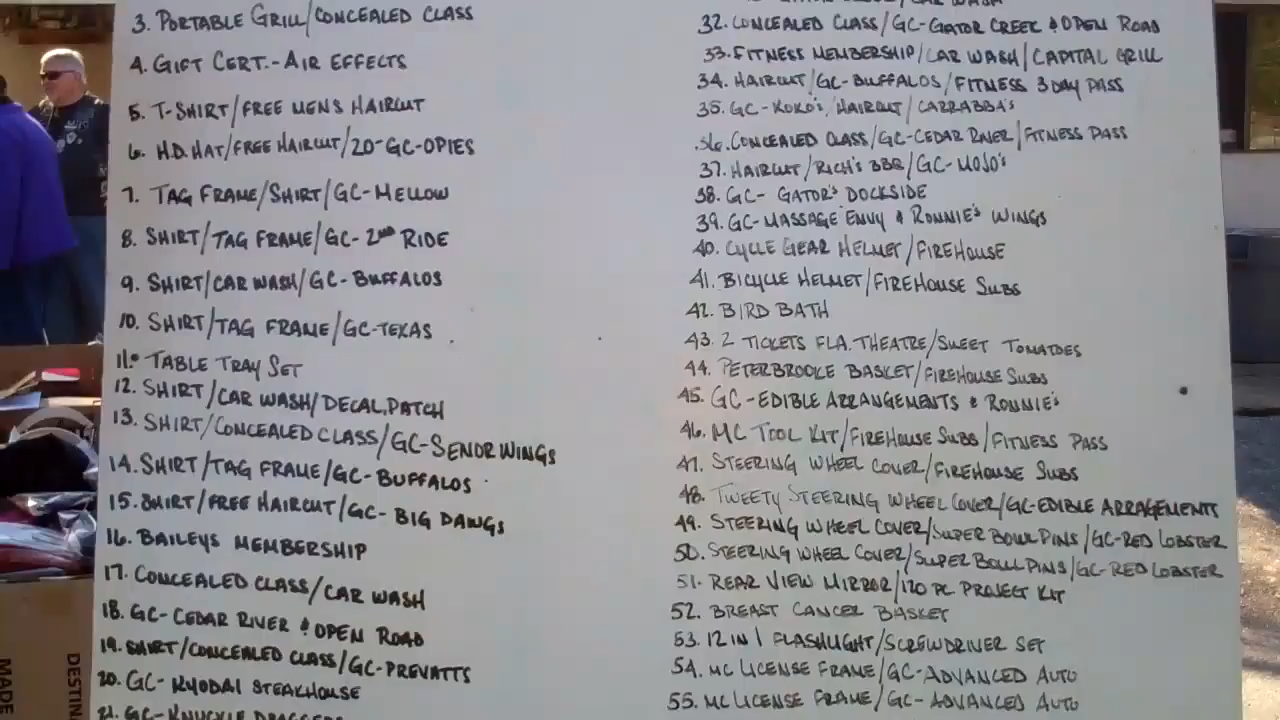 3. PORTABLE GRILL/CONCEALED CLASS
4. GIFT CERT.-AIR EFFECTS
5. T-SHIRT/FREE MENS HAIRCUT
6. H.D. HAT/FREE HAIRCUT/20-GC-OPIES
7. TAG FRAME/SHIRT/GC-MELLOW
8. SHIRT/TAG FRAME/GC-2ND RIDE
9. SHIRT/CAR WASH/GC-BUFFALOS
10. SHIRT/TAG FRAME/GC-TEXAS
11. TABLE TRAY SET
12. SHIRT/CAR WASH/DECAL,PATCH
13. SHIRT/CONCEALED CLASS/GC-SENOR WINGS
14. SHIRT/TAG FRAME/GC-BUFFALOS
15. SHIRT/FREE HAIRCUT/GC-BIG DAWGS
16. BAILEYS MEMBERSHIP
17. CONCEALED CLASS/CAR WASH
18. GC-CEDAR RIVER & OPEN ROAD
19. SHIRT/CONCEALED CLASS/GC-PREVATTS
20. GC-KYODAI STEAKHOUSE
21. GC-KNUCKLE DRAGGERS
CAR WASH
32. CONCEALED CLASS/GC-GATOR CREEK & OPEN ROAD
33. FITNESS MEMBERSHIP/CAR WASH/CAPITAL GRILL
34. HAIRCUT/GC-BUFFALOS/FITNESS 3 DAY PASS
35. GC-KOKO'S/HAIRCUT/CARRABBA'S
36. CONCEALED CLASS/GC-CEDAR RIVER/FITNESS PASS
37. HAIRCUT/RICH'S BBQ/GC-MOJO'S
38. GC- GATOR'S DOCKSIDE
39. GC-MASSAGE ENVY & RONNIE'S WINGS
40. CYCLE GEAR HELMET/FIREHOUSE
41. BICYCLE HELMET/FIREHOUSE SUBS
42. BIRD BATH
43. 2 TICKETS FLA. THEATRE/SWEET TOMATOES
44. PETERBROOKE BASKET/FIREHOUSE SUBS
45. GC-EDIBLE ARRANGEMENTS & RONNIE'S
46. MC TOOL KIT/FIREHOUSE SUBS/FITNESS PASS
47. STEERING WHEEL COVER/FIREHOUSE SUBS
48. TWEETY STEERING WHEEL COVER/GC-EDIBLE ARRAGEMENTS
49. STEERING WHEEL COVER/SUPER BOWL PINS/GC-RED LOBSTER
50. STEERING WHEEL COVER/SUPER BOWL PINS/GC-RED LOBSTER
51. REAR VIEW MIRROR/120 PC PROJECT KIT
52. BREAST CANCER BASKET
53. 12 IN 1 FLASHLIGHT/SCREWDRIVER SET
54. MC LICENSE FRAME/GC-ADVANCED AUTO
55. MC LICENSE FRAME/GC-ADVANCED AUTO
MADE
DESTIN